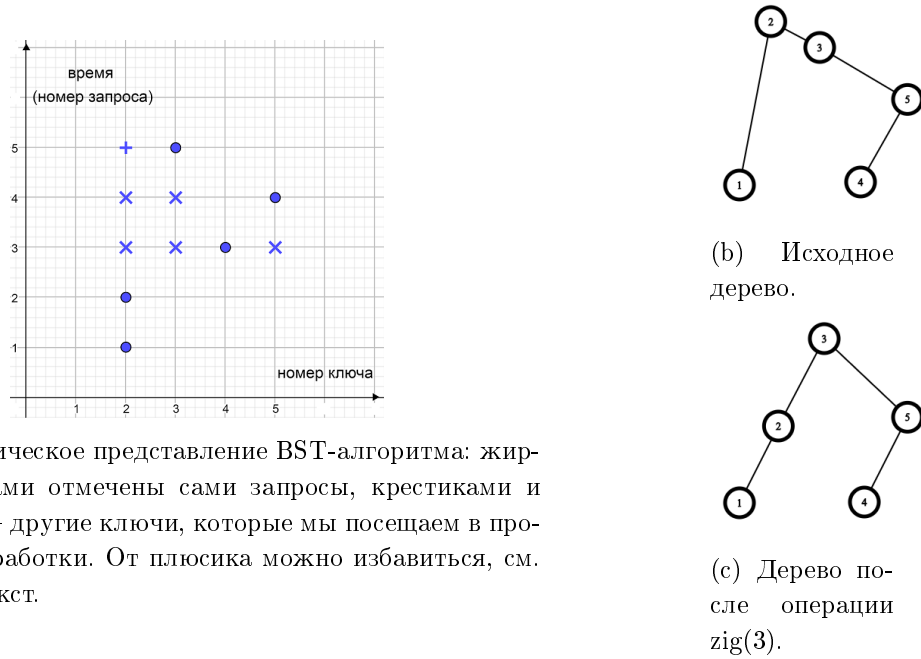 время
(номер запроса)
5
4
3
2
1
номер ключа
1 2 3 4 5
ическое представление BST-алгоритма: жир-
ами отмечены сами запросы, крестиками и
другие ключи, которые мы посещаем в про-
работки. От плюсика можно избавиться, см.
кст.
2
3
5
1
4
(b) Исходное
дерево.
3
2
5
1
4
(c) Дерево по-
сле операции
zig(3).